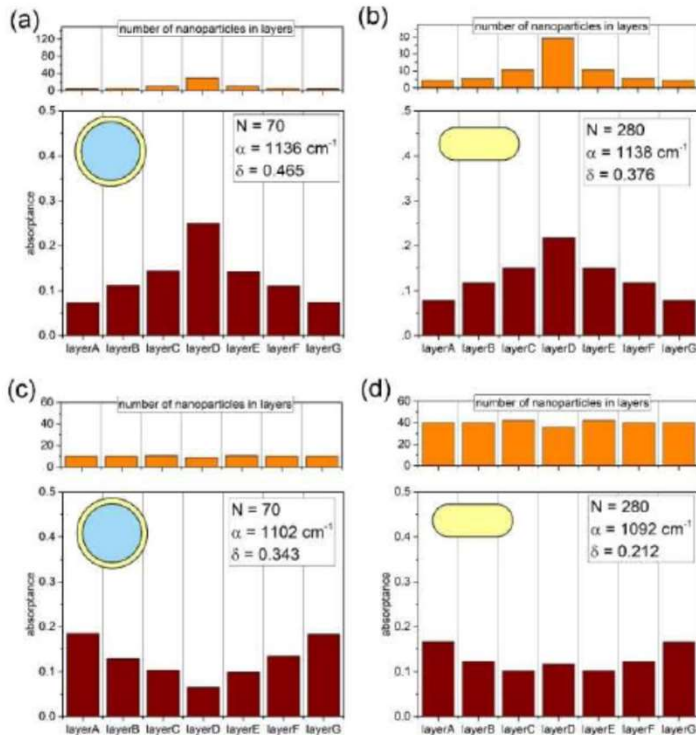 (a)
number of nanoparticles in layers
120
80
40
0
0.5
0.4
0.3
0.2
0.1
0.0
absorptance
N = 70
α = 1136 cm⁻¹
δ = 0.465
layerA layerB layerC layerD layerE layerF layerG
(b)
number of nanoparticles in layers
80
40
0
.5
.4
.3
.2
.1
0.0
N = 280
α = 1138 cm⁻¹
δ = 0.376
layerA layerB layerC layerD layerE layerF layerG
(c)
number of nanoparticles in layers
60
40
20
0
0.5
0.4
0.3
0.2
0.1
0.0
absorptance
N = 70
α = 1102 cm⁻¹
δ = 0.343
layerA layerB layerC layerD layerE layerF layerG
(d)
number of nanoparticles in layers
60
40
20
0
0.5
0.4
0.3
0.2
0.1
0.0
absorptance
N = 280
α = 1092 cm⁻¹
δ = 0.212
layerA layerB layerC layerD layerE layerF layerG